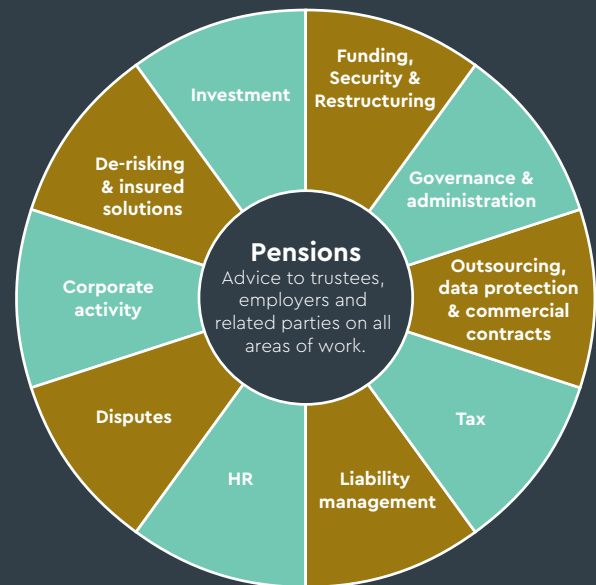 Pensions
Advice to trustees,
employers and
related parties on all
areas of work.
Funding,
Security &
Restructuring
Governance &
administration
Outsourcing,
data protection
& commercial
contracts
Tax
Liability
management
HR
Disputes
Corporate
activity
De-risking
& insured
solutions
Investment